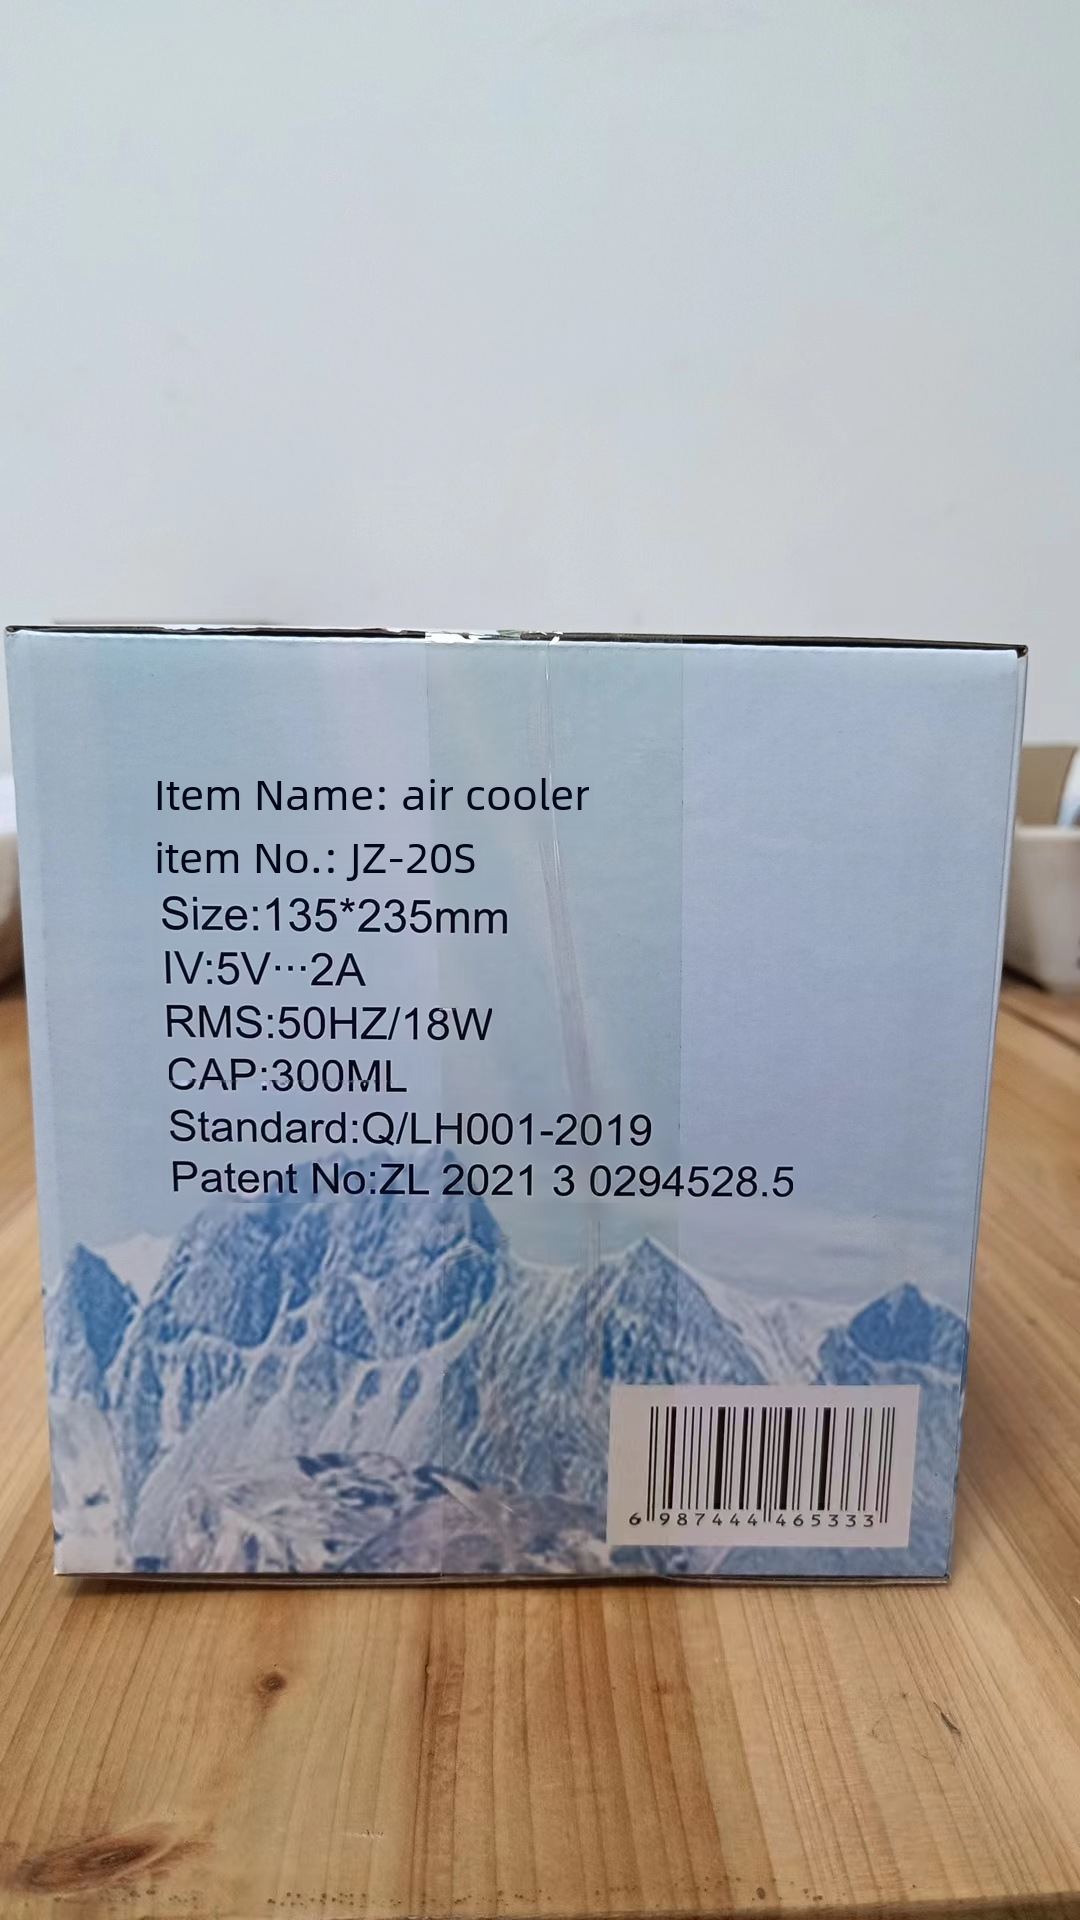 Item Name: air cooler
item No.: JZ-20S
Size:135*235mm
IV:5V⋯2A
RMS:50HZ/18W
CAP:300ML
Standard:Q/LH001-2019
Patent No:ZL 2021 3 0294528.5
6 987444 465333